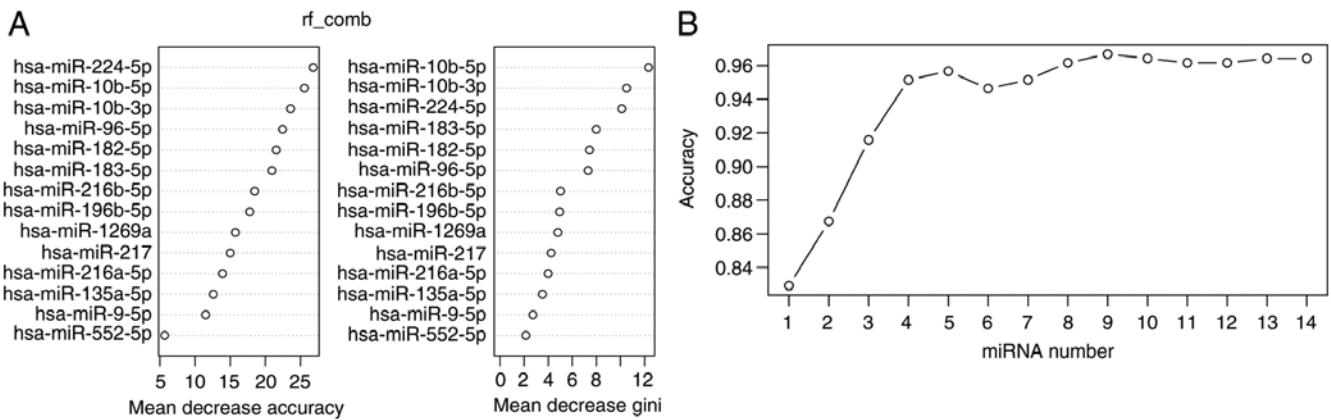 A
rf_comb
hsa-miR-224-5p
hsa-miR-10b-5p
hsa-miR-10b-3p
hsa-miR-96-5p
hsa-miR-182-5p
hsa-miR-183-5p
hsa-miR-216b-5p
hsa-miR-196b-5p
hsa-miR-1269a
hsa-miR-217
hsa-miR-216a-5p
hsa-miR-135a-5p
hsa-miR-9-5p
hsa-miR-552-5p
5 10 15 20 25
Mean decrease accuracy
hsa-miR-10b-5p
hsa-miR-10b-3p
hsa-miR-224-5p
hsa-miR-183-5p
hsa-miR-182-5p
hsa-miR-96-5p
hsa-miR-216b-5p
hsa-miR-196b-5p
hsa-miR-1269a
hsa-miR-217
hsa-miR-216a-5p
hsa-miR-135a-5p
hsa-miR-9-5p
hsa-miR-552-5p
0 2 4 6 8 12
Mean decrease gini
B
Accuracy
0.96
0.94
0.92
0.90
0.88
0.86
0.84
1 2 3 4 5 6 7 8 9 10 11 12 13 14
miRNA number